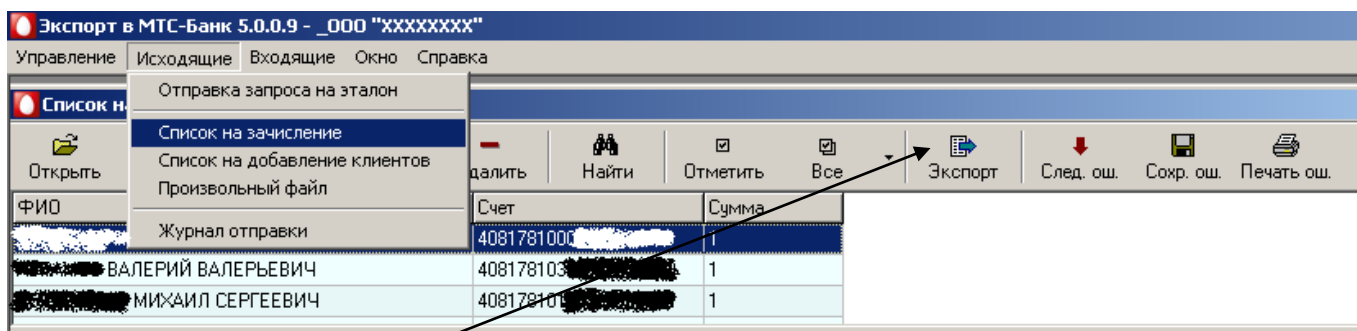 Экспорт в МТС-Банк 5.0.0.9 - _ООО "XXXXXXXX"
Управление Исходящие Входящие Окно Справка
Отправка запроса на эталон
Список н
Список на зачисление
Список на добавление клиентов
Произвольный файл
Журнал отправки
Открыть далить Найти Отметить Все Экспорт След. ош. Сохр. ош. Печать ош.
ФИО Счет Сумма
4081781000 1
ВАЛЕРИЙ ВАЛЕРЬЕВИЧ 408178103 1
МИХАИЛ СЕРГЕЕВИЧ 40817810 1